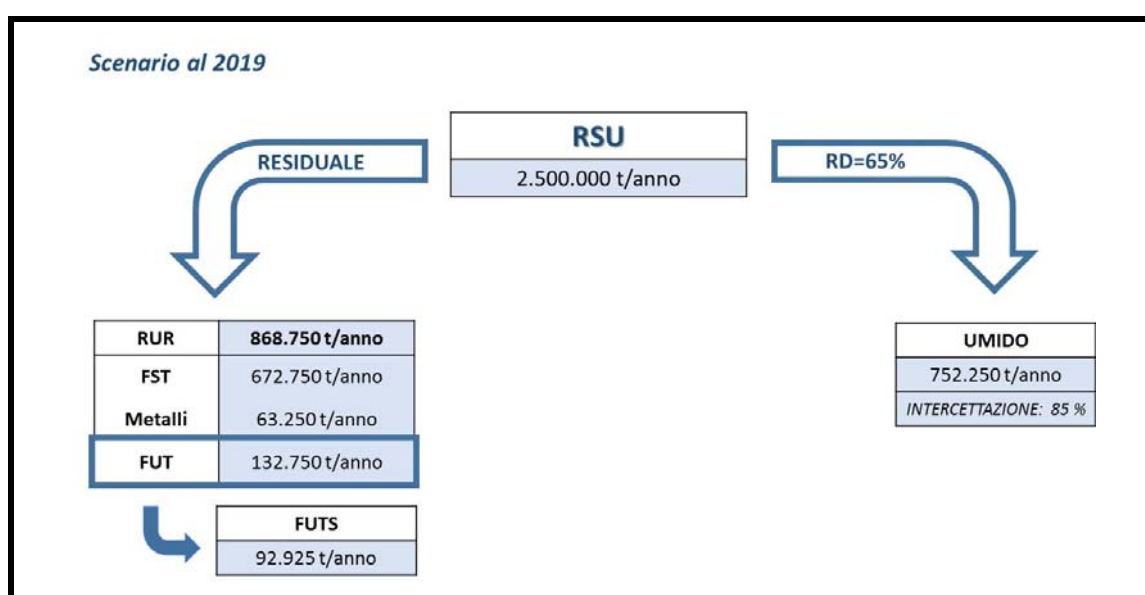 Scenario al 2019
RSU
2.500.000 t/anno
RESIDUALE
RD=65%
RUR 868.750 t/anno
FST 672.750 t/anno
Metalli 63.250 t/anno
FUT 132.750 t/anno
FUTS
92.925 t/anno
UMIDO
752.250 t/anno
INTERCETTAZIONE: 85 %